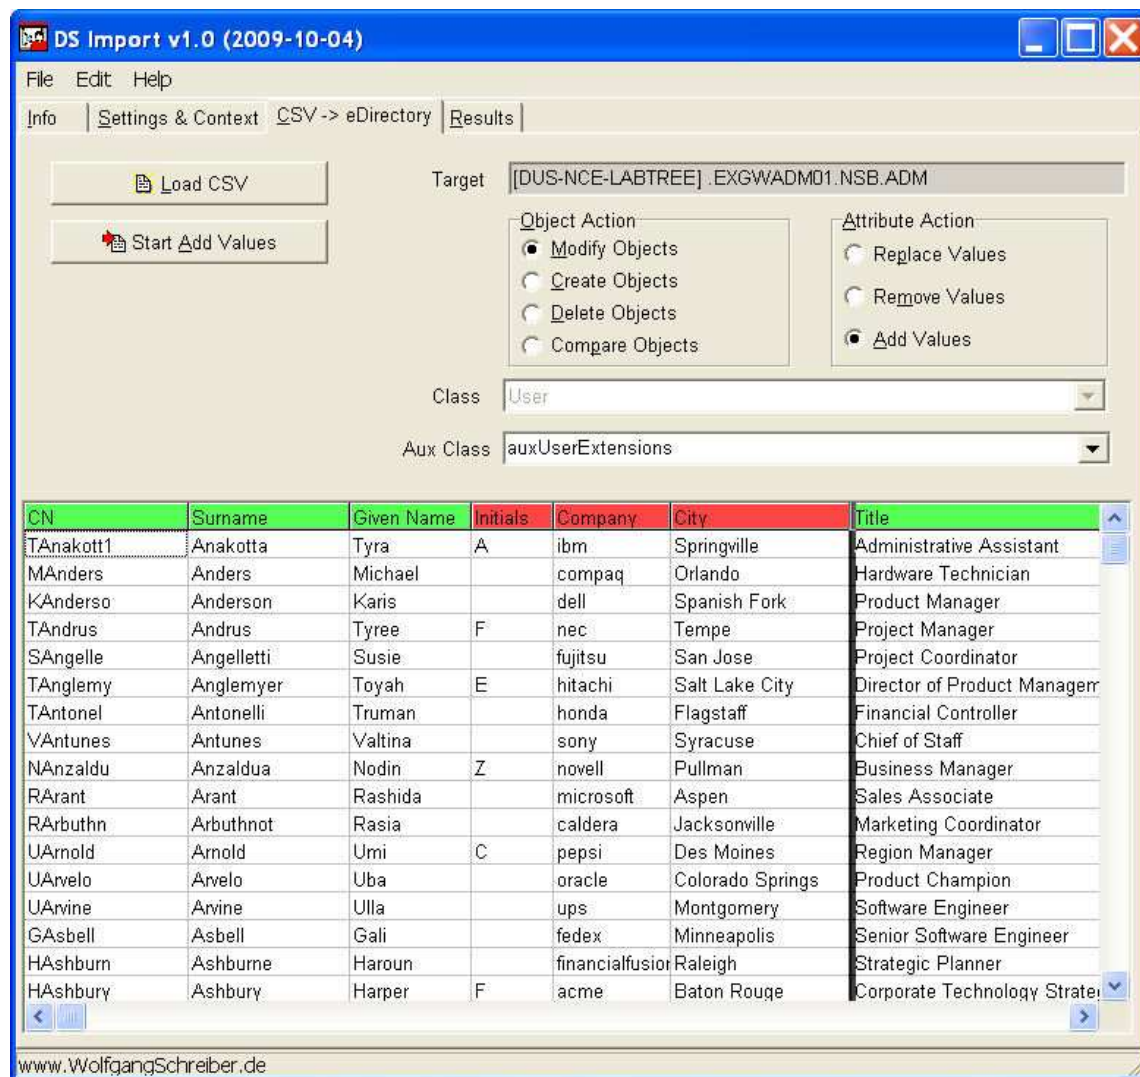 DS Import v1.0 (2009-10-04)
File Edit Help
Info Settings & Context CSV -> eDirectory Results
Load CSV
Target [DUS-NCE-LABTREE] .EXGWADM01.NSB.ADM
Start Add Values
Object Action
Modify Objects
Create Objects
Delete Objects
Compare Objects
Attribute Action
Replace Values
Remove Values
Add Values
Class User
Aux Class auxUserExtensions
CN Surname Given Name Initials Company City Title
TAnakott1 Anakotta Tyra A ibm Springville Administrative Assistant
MAnders Anders Michael compaq Orlando Hardware Technician
KAnderso Anderson Karis dell Spanish Fork Product Manager
TAndrus Andrus Tyree F nec Tempe Project Manager
SAngelle Angelletti Susie fujitsu San Jose Project Coordinator
TAnglemy Anglemyer Toyah E hitachi Salt Lake City Director of Product Managem
TAntonel Antonelli Truman honda Flagstaff Financial Controller
VAntunes Antunes Valtina sony Syracuse Chief of Staff
NAnzaldu Anzaldua Nodin Z novell Pullman Business Manager
RArant Arant Rashida microsoft Aspen Sales Associate
RArbuthn Arbuthnot Rasia caldera Jacksonville Marketing Coordinator
UArnold Arnold Umi C pepsi Des Moines Region Manager
UArvelo Arvelo Uba oracle Colorado Springs Product Champion
UArvine Arvine Ulla ups Montgomery Software Engineer
GAsbell Asbell Gali fedex Minneapolis Senior Software Engineer
HAshburn Ashburne Haroun financialfusion Raleigh Strategic Planner
HAshbury Ashbury Harper F acme Baton Rouge Corporate Technology Strate
www.WolfgangSchreiber.de